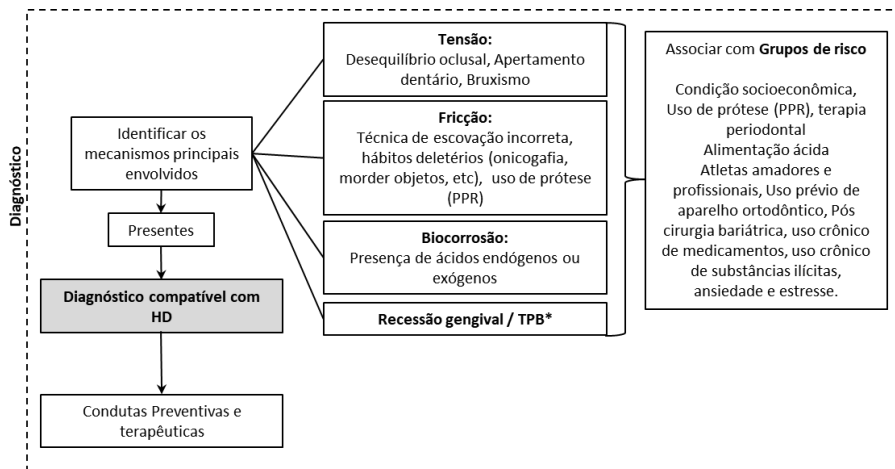 Diagnóstico
Identificar os
mecanismos principais
envolvidos
Presentes
Diagnóstico compatível com
HD
Condutas Preventivas e
terapêuticas
Tensão:
Desequilíbrio oclusal, Apertamento
dentário, Bruxismo
Fricção:
Técnica de escovação incorreta,
hábitos deletérios (onicogafia,
morder objetos, etc), uso de prótese
(PPR)
Biocorrosão:
Presença de ácidos endógenos ou
exógenos
Recessão gengival / TPB*
Associar com Grupos de risco
Condição socioeconômica,
Uso de prótese (PPR), terapia
periodontal
Alimentação ácida
Atletas amadores e
profissionais, Uso prévio de
aparelho ortodôntico, Pós
cirurgia bariátrica, uso crônico
de medicamentos, uso crônico
de substâncias ilícitas,
ansiedade e estresse.